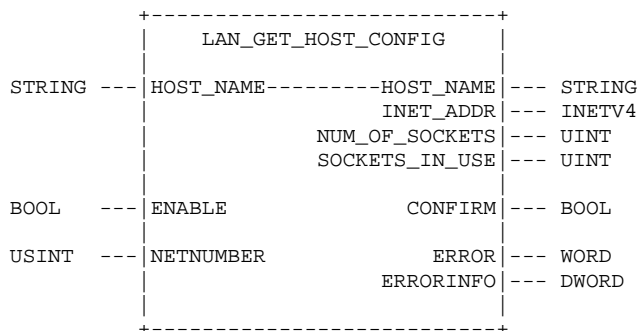 LAN_GET_HOST_CONFIG
STRING ---|HOST_NAME---------HOST_NAME|--- STRING
INET_ADDR|--- INETV4
NUM_OF_SOCKETS|--- UINT
SOCKETS_IN_USE|--- UINT
BOOL ---|ENABLE CONFIRM|--- BOOL
USINT ---|NETNUMBER ERROR|--- WORD
ERRORINFO|--- DWORD